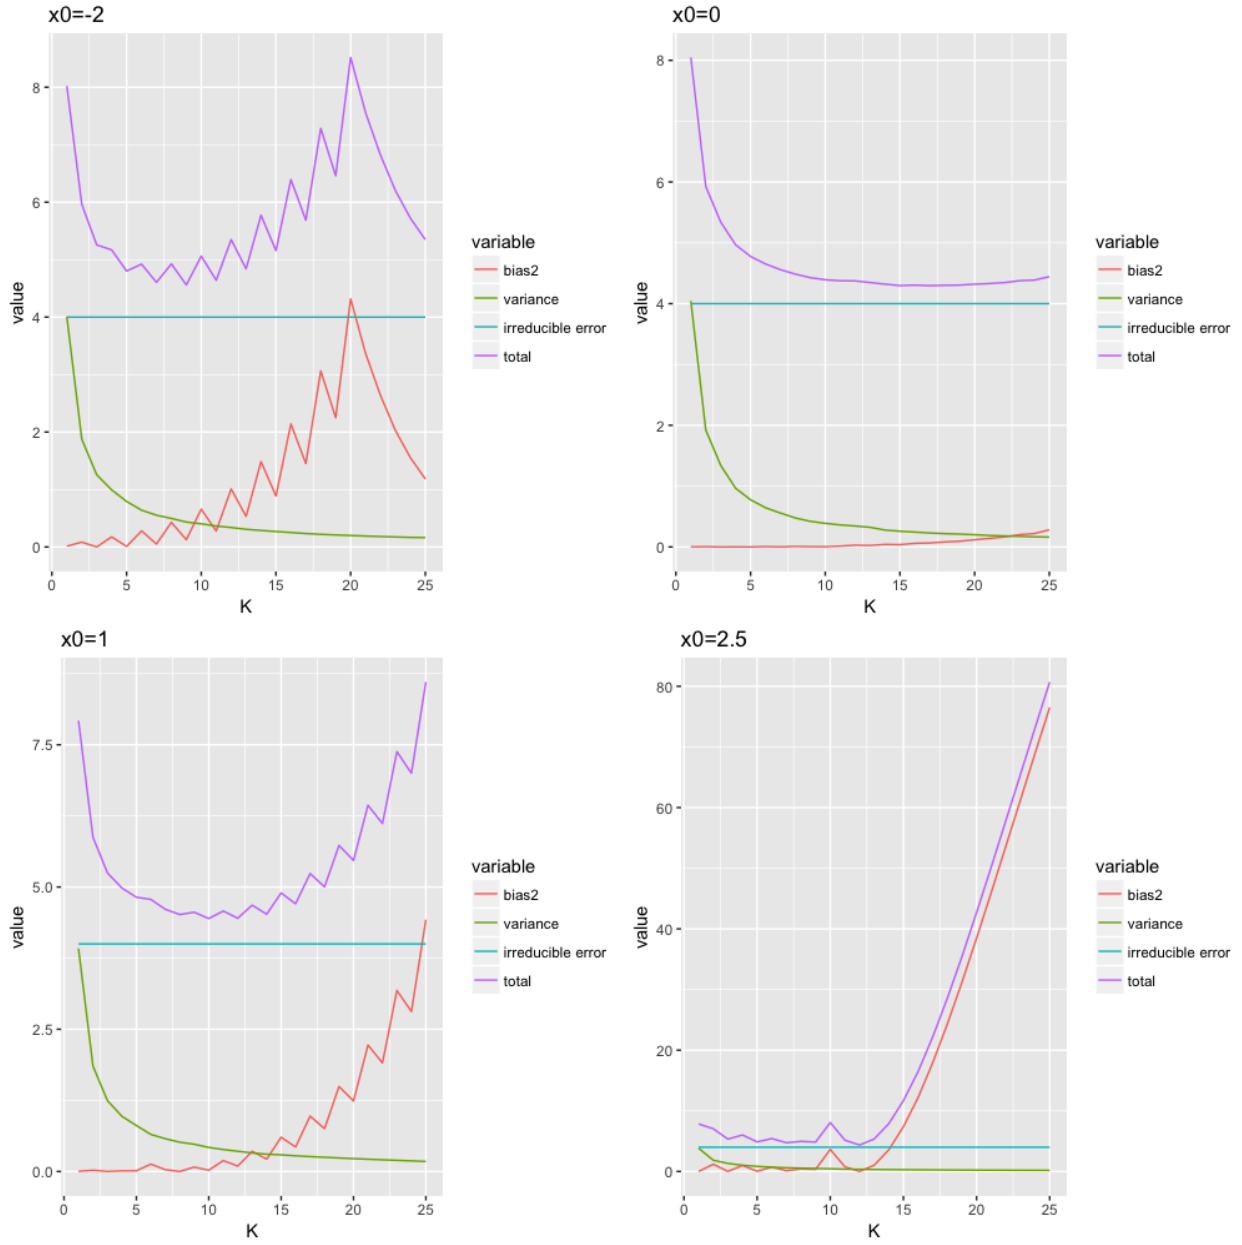 x0=-2
8
6
4
2
0
value
0 5 10 15 20 25
K
variable
bias2
variance
irreducible error
total
x0=0
8
6
4
2
0
value
0 5 10 15 20 25
K
variable
bias2
variance
irreducible error
total
x0=1
7.5
5.0
2.5
0.0
value
0 5 10 15 20 25
K
variable
bias2
variance
irreducible error
total
x0=2.5
80
60
40
20
0
value
0 5 10 15 20 25
K
variable
bias2
variance
irreducible error
total